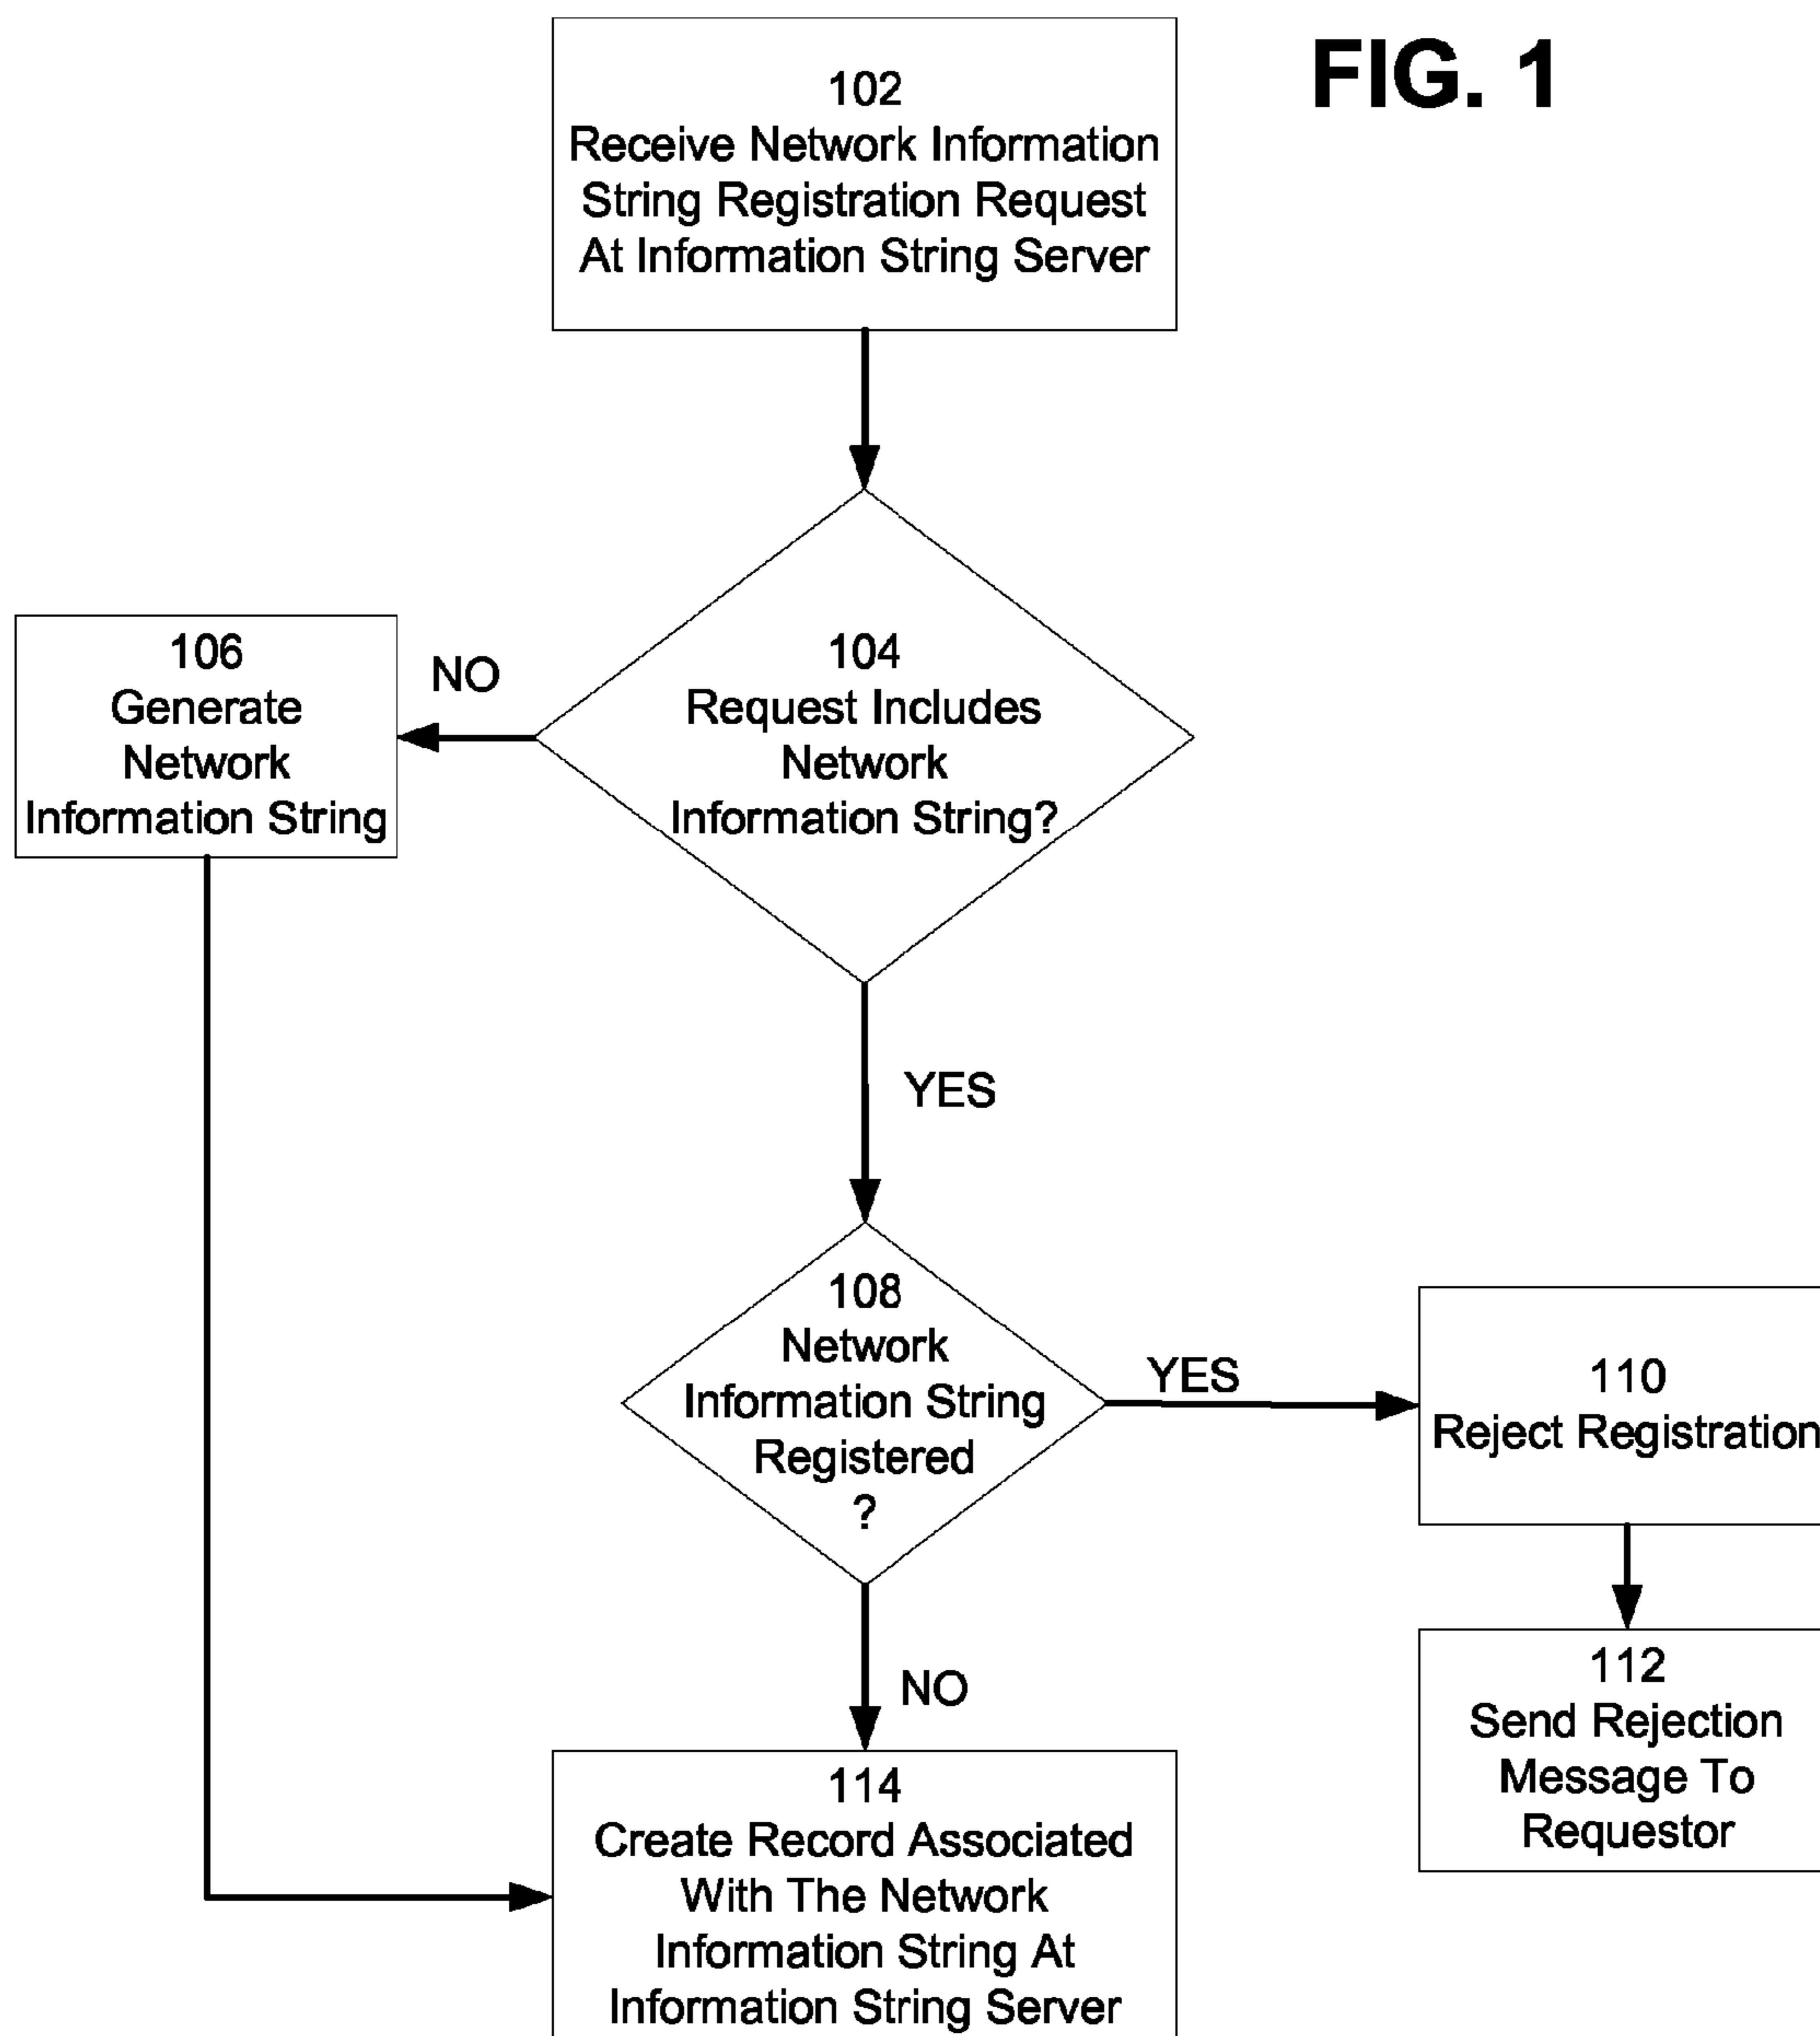 FIG. 1
102
Receive Network Information
String Registration Request
At Information String Server
104
Request Includes
Network
Information String?
NO
106
Generate
Network
Information String
YES
108
Network
Information String
Registered
?
YES
110
Reject Registration
112
Send Rejection
Message To
Requestor
NO
114
Create Record Associated
With The Network
Information String At
Information String Server